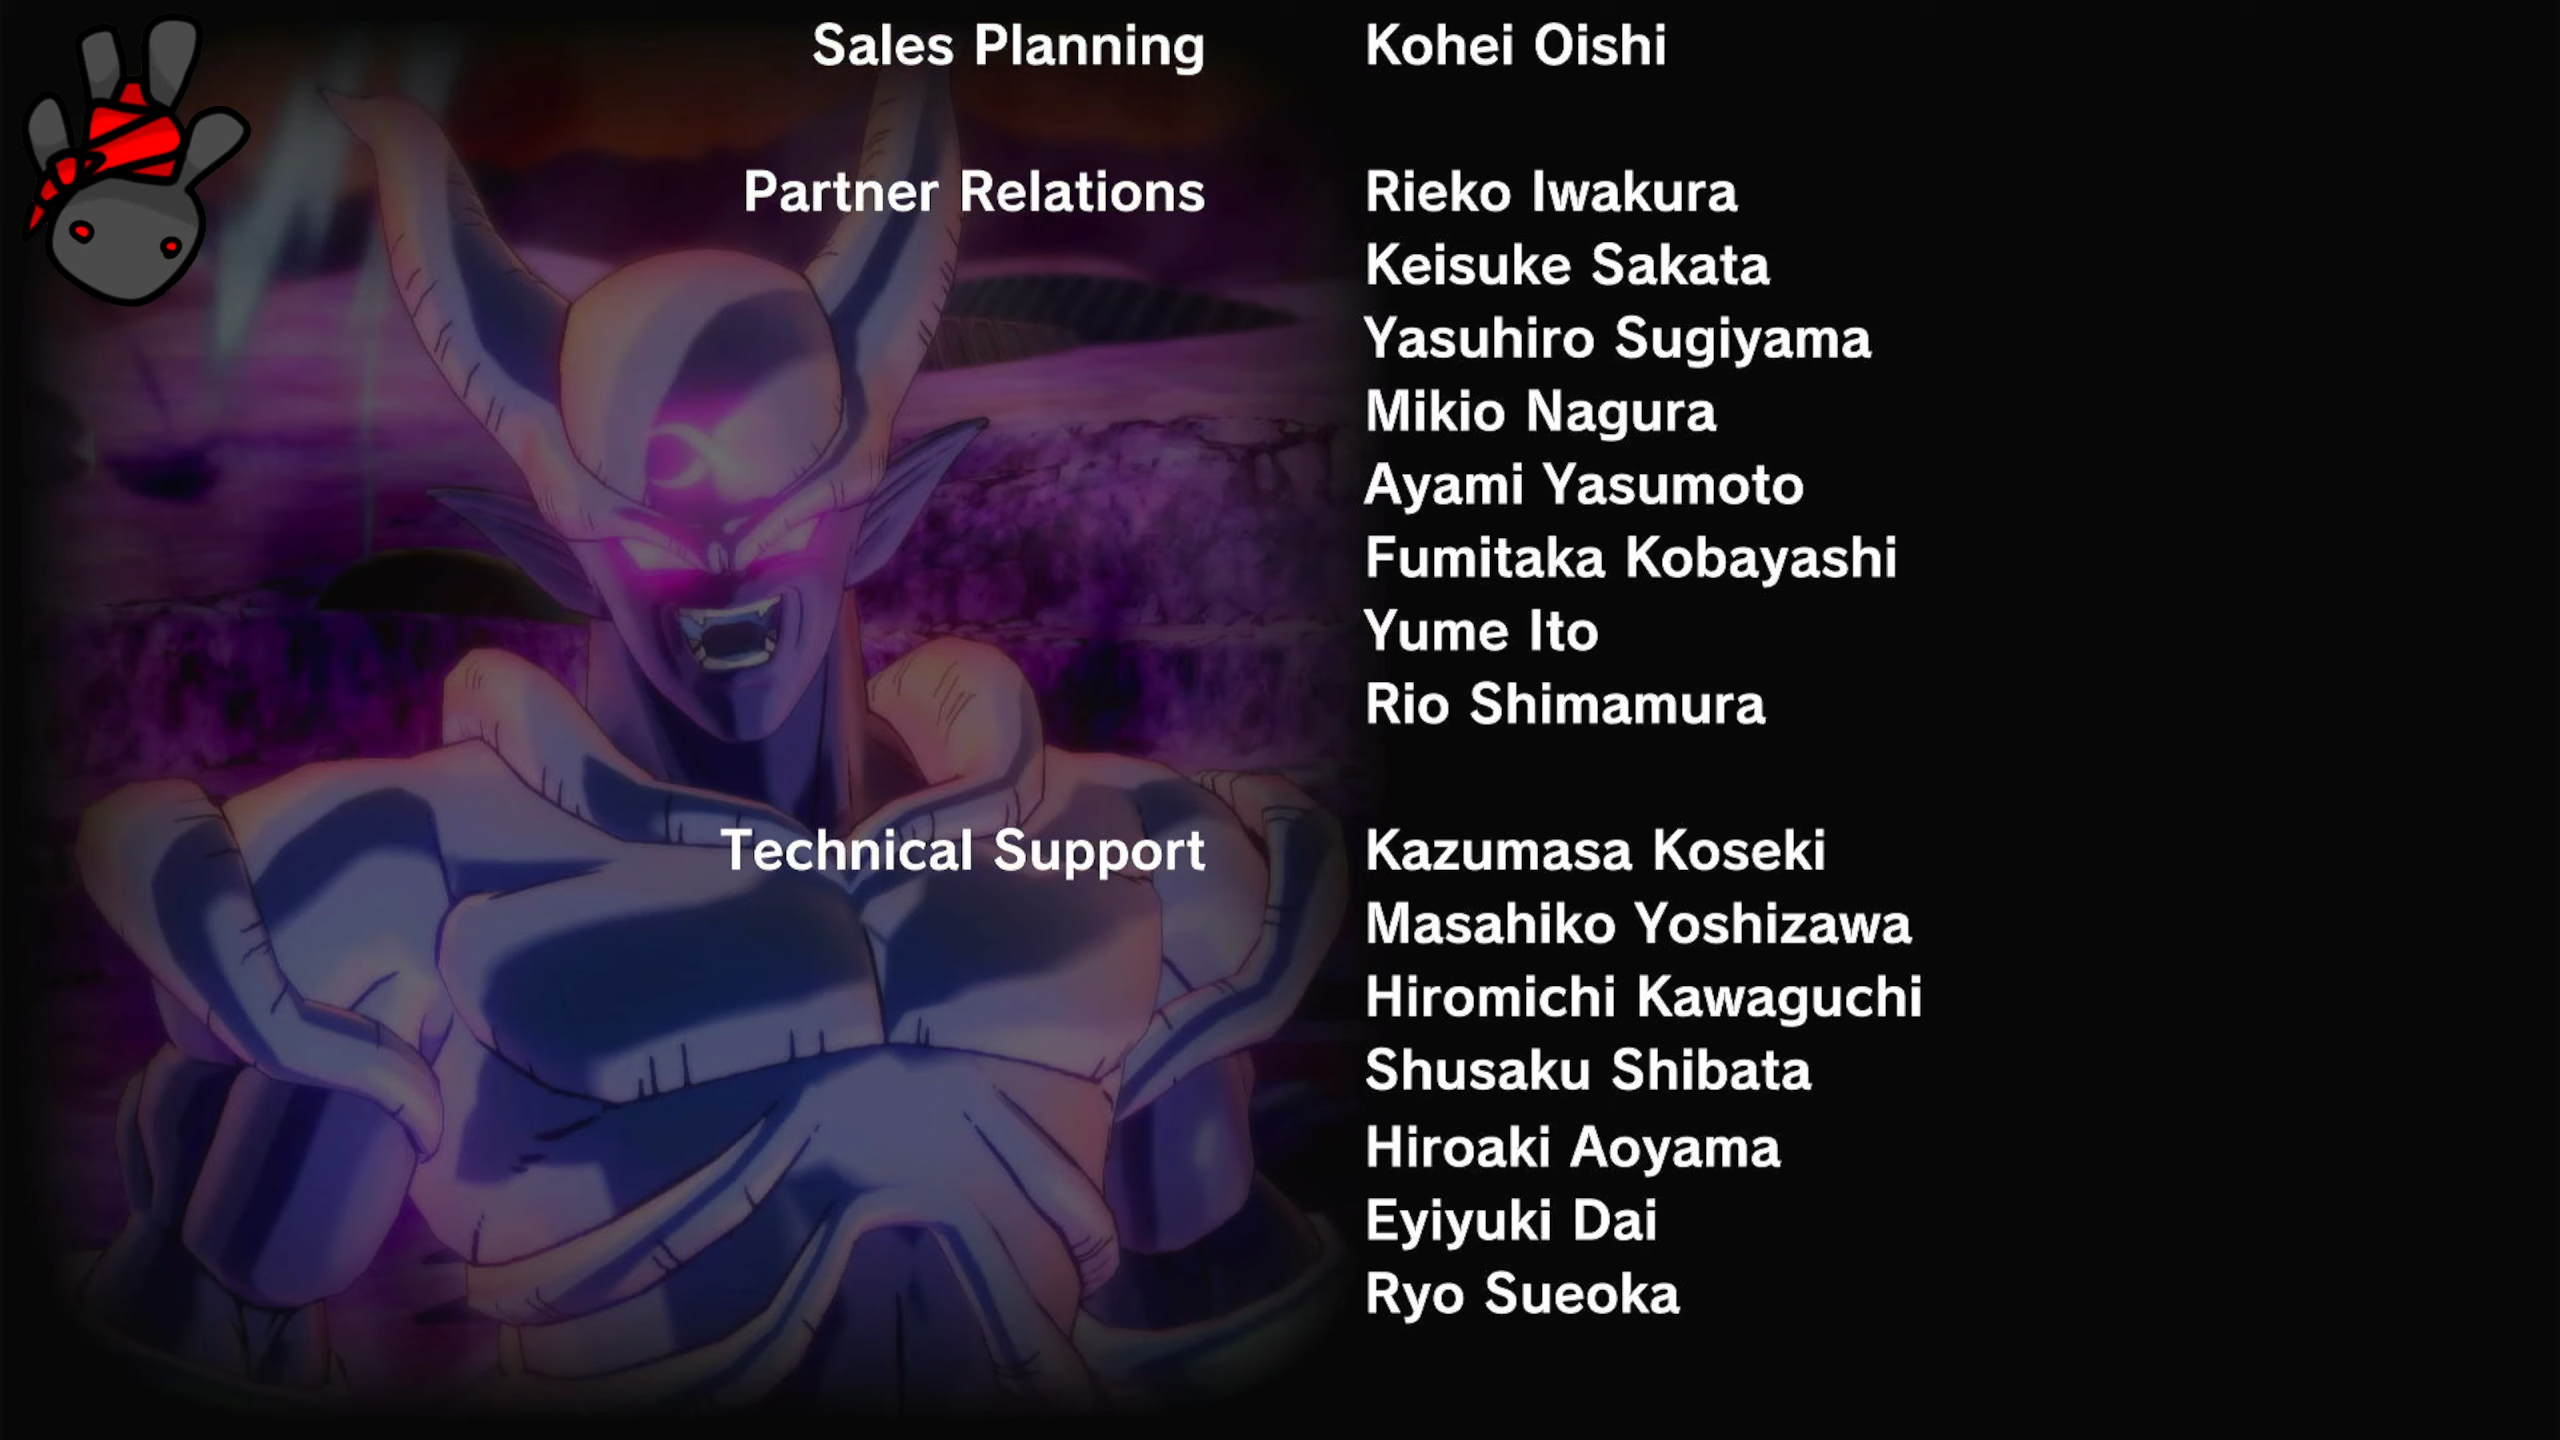 Sales Planning Kohei Oishi
Partner Relations Rieko Iwakura
Keisuke Sakata
Yasuhiro Sugiyama
Mikio Nagura
Ayami Yasumoto
Fumitaka Kobayashi
Yume Ito
Rio Shimamura
Technical Support Kazumasa Koseki
Masahiko Yoshizawa
Hiromichi Kawaguchi
Shusaku Shibata
Hiroaki Aoyama
Eyiyuki Dai
Ryo Sueoka